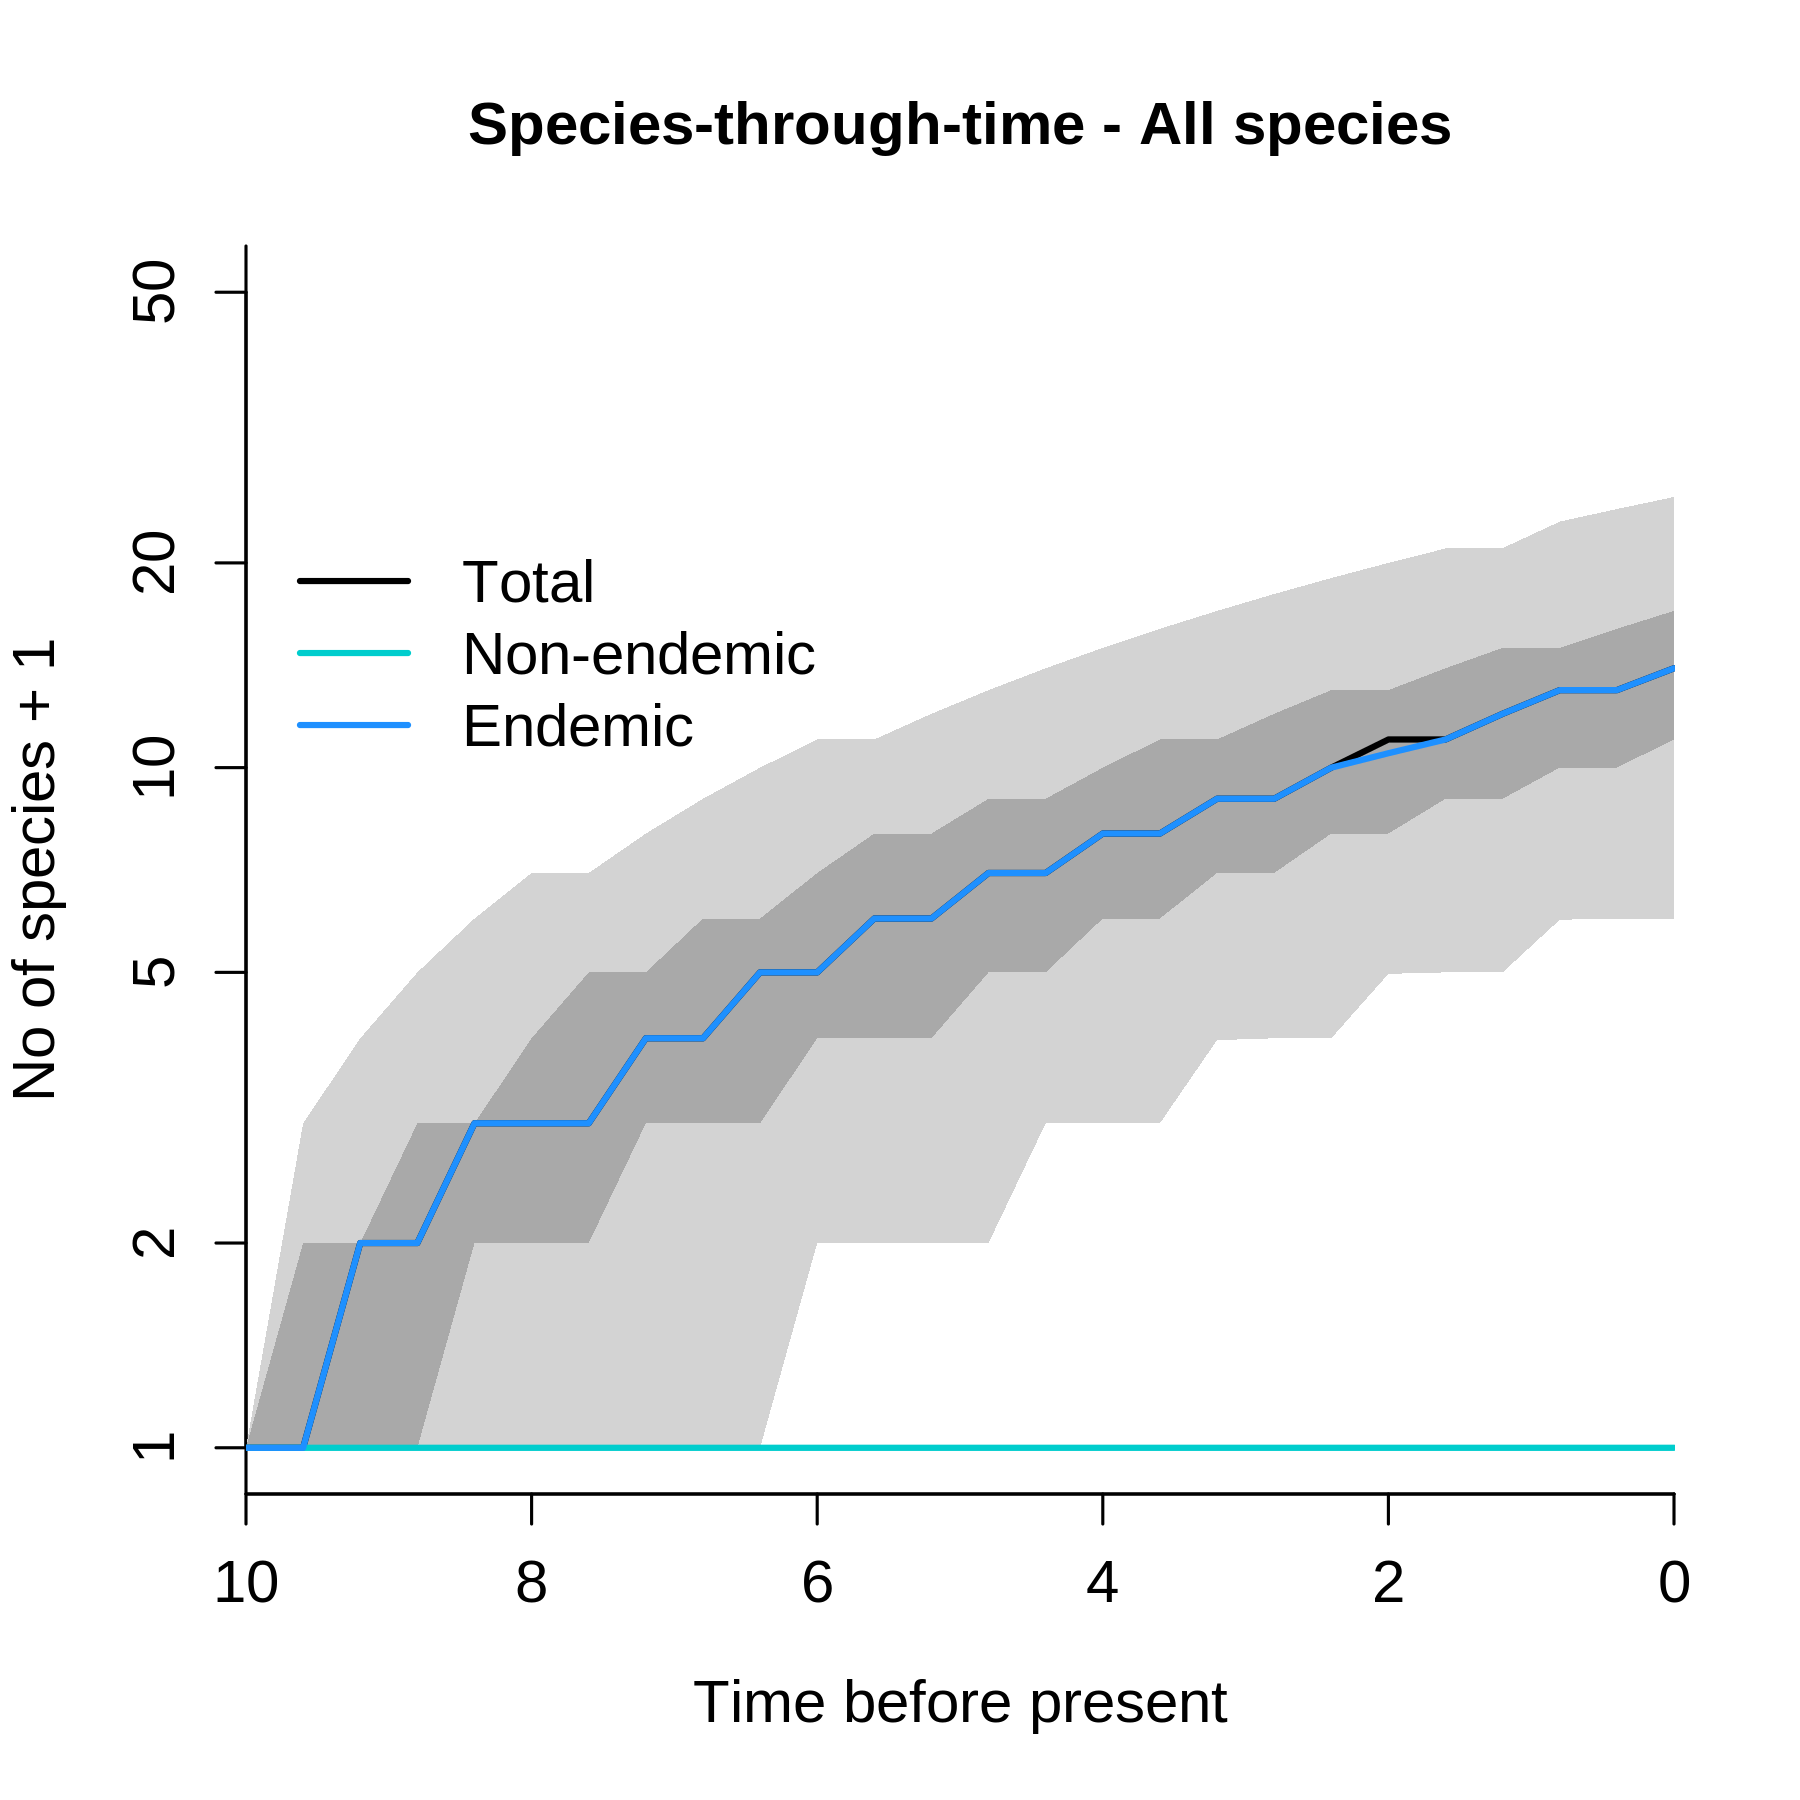 Species-through-time - All species
No of species + 1
50
20
10
5
2
1
Total
Non-endemic
Endemic
10 8 6 4 2 0
Time before present